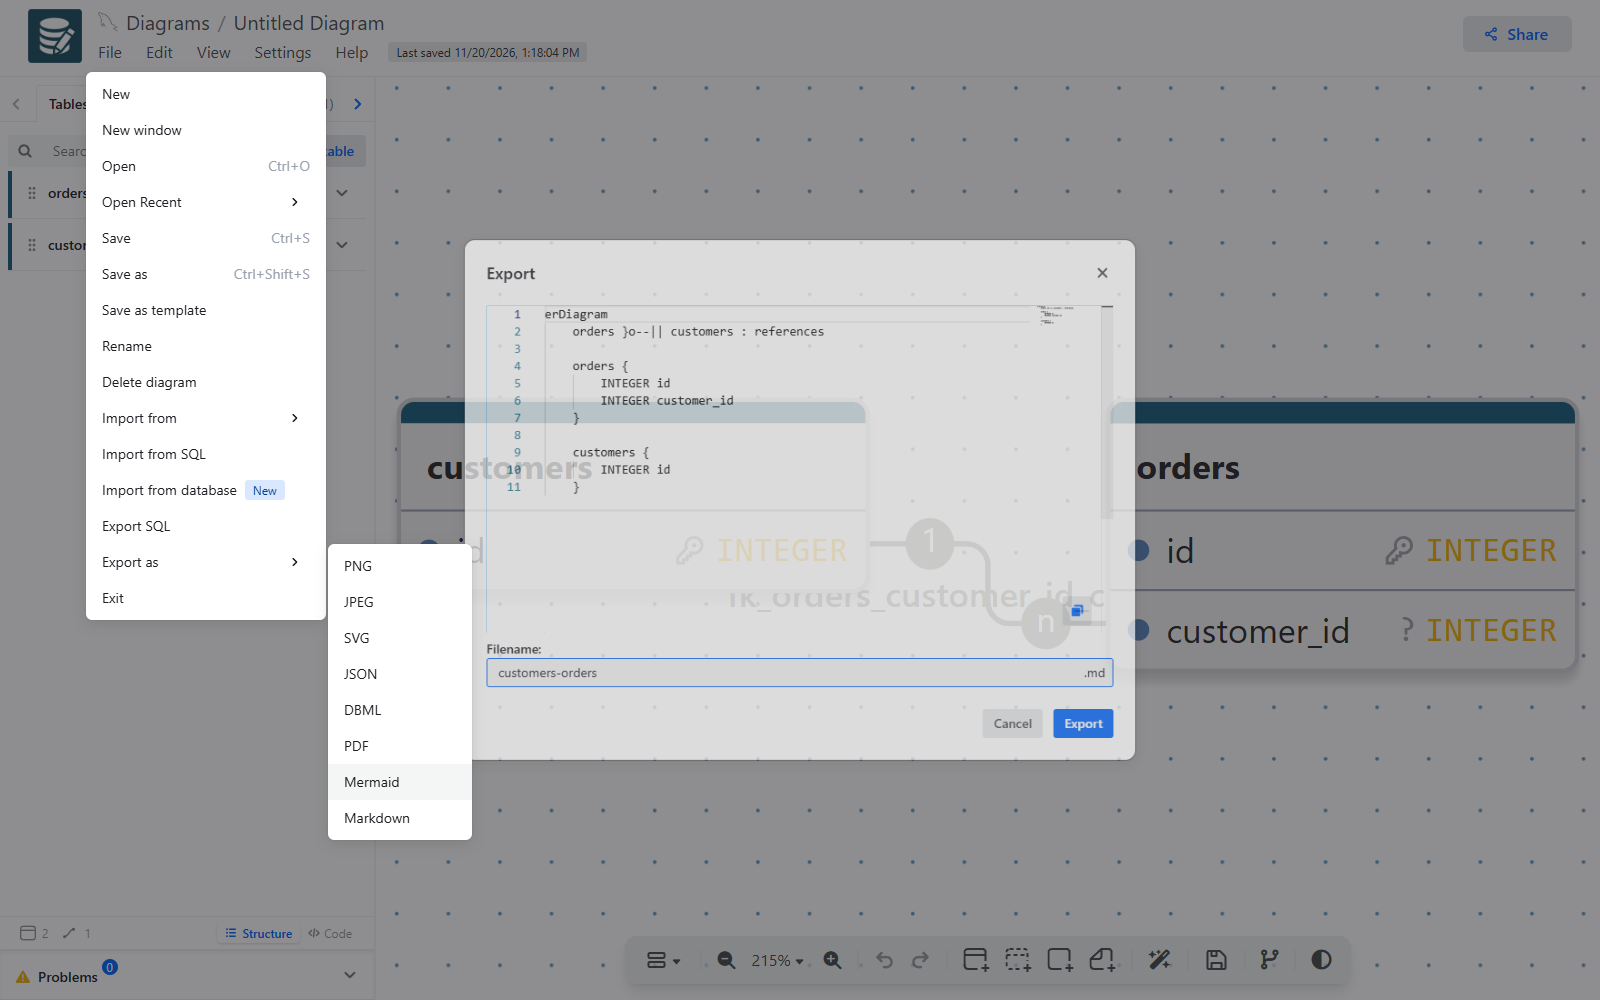 Diagrams / Untitled Diagram
File Edit View Settings Help Last saved 11/20/2026, 1:18:04 PM
Share
Tables
New
New window
Open Ctrl+O
Open Recent
Save Ctrl+S
Save as Ctrl+Shift+S
Save as template
Rename
Delete diagram
Import from
Import from SQL
Import from database New
Export SQL
Export as
Exit
PNG
JPEG
SVG
JSON
DBML
PDF
Mermaid
Markdown
Export
1 erDiagram
2 orders }o--|| customers : references
3
4 orders {
5 INTEGER id
6 INTEGER customer_id
7 }
8
9 customers {
10 INTEGER id
11 }
Filename:
customers-orders .md
Cancel Export
customers
id INTEGER
1
n
orders
id INTEGER
customer_id ? INTEGER
2 1 Structure Code
Problems 0
215%